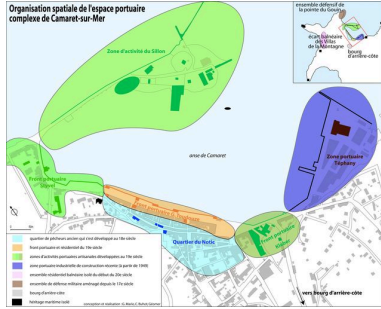 Organisation spatiale de l'espace portuaire
complexe de Camaret-sur-Mer
ensemble défensif de
la pointe du Gouin
écart balnéaire
des Villas
de la Montagne
bourg
d'arrière-côte
Zone d'activité du Sillon
anse de Camaret
Zone portuaire
Téphany
Front portuaire
Quartier du Notic
Front portuaire
vers bourg d'arrière-côte
quartier de pêcheurs ancien qui s'est développé au 18e siècle
front portuaire et résidentiel du 19e siècle
zones d'activités portuaires artisanales développées au 19e siècle
zone portuaire industrielle de construction récente (à partir de 1990)
ensemble résidentiel balnéaire isolé du début du 20e siècle
ensemble de défense militaire aménagé depuis le 17e siècle
bourg d'arrière-côte
héritage maritime isolé